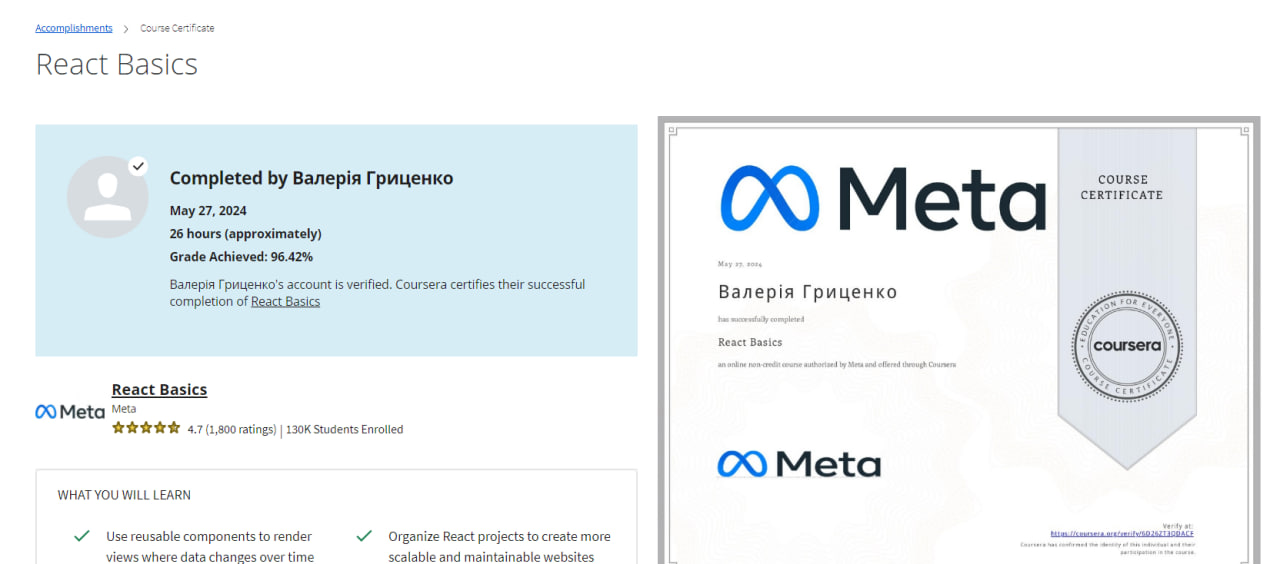 Accomplishments > Course Certificate
React Basics
Completed by Валерія Гриценко
May 27, 2024
26 hours (approximately)
Grade Achieved: 96.42%
Валерія Гриценко's account is verified. Coursera certifies their successful
completion of React Basics
React Basics
Meta
Meta
4.7 (1,800 ratings) | 130K Students Enrolled
WHAT YOU WILL LEARN
Use reusable components to render
views where data changes over time
Organize React projects to create more
scalable and maintainable websites
Meta
COURSE
CERTIFICATE
May 27, 2024
Валерія Гриценко
has successfully completed
React Basics
an online non-credit course authorized by Meta and offered through Coursera
EDUCATION FOR EVERYONE
coursera
COURSE CERTIFICATE
Meta
Verify at:
https://coursera.org/verify/6D26ZT3QDACF
Coursera has confirmed the identity of this individual and their
participation in the course.